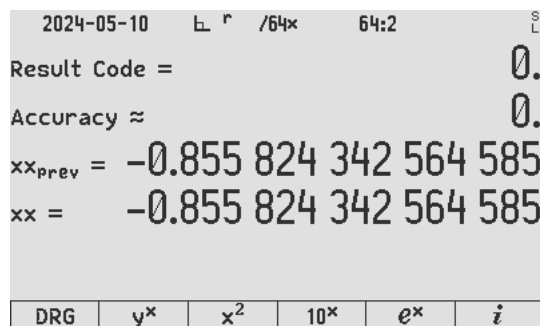 2024-05-10 ⊾ r /64× 64:2 S L
Result Code = 0.
Accuracy ≈ 0.
xxprev = -0.855 824 342 564 585
xx = -0.855 824 342 564 585
DRG yˣ x² 10ˣ eˣ i